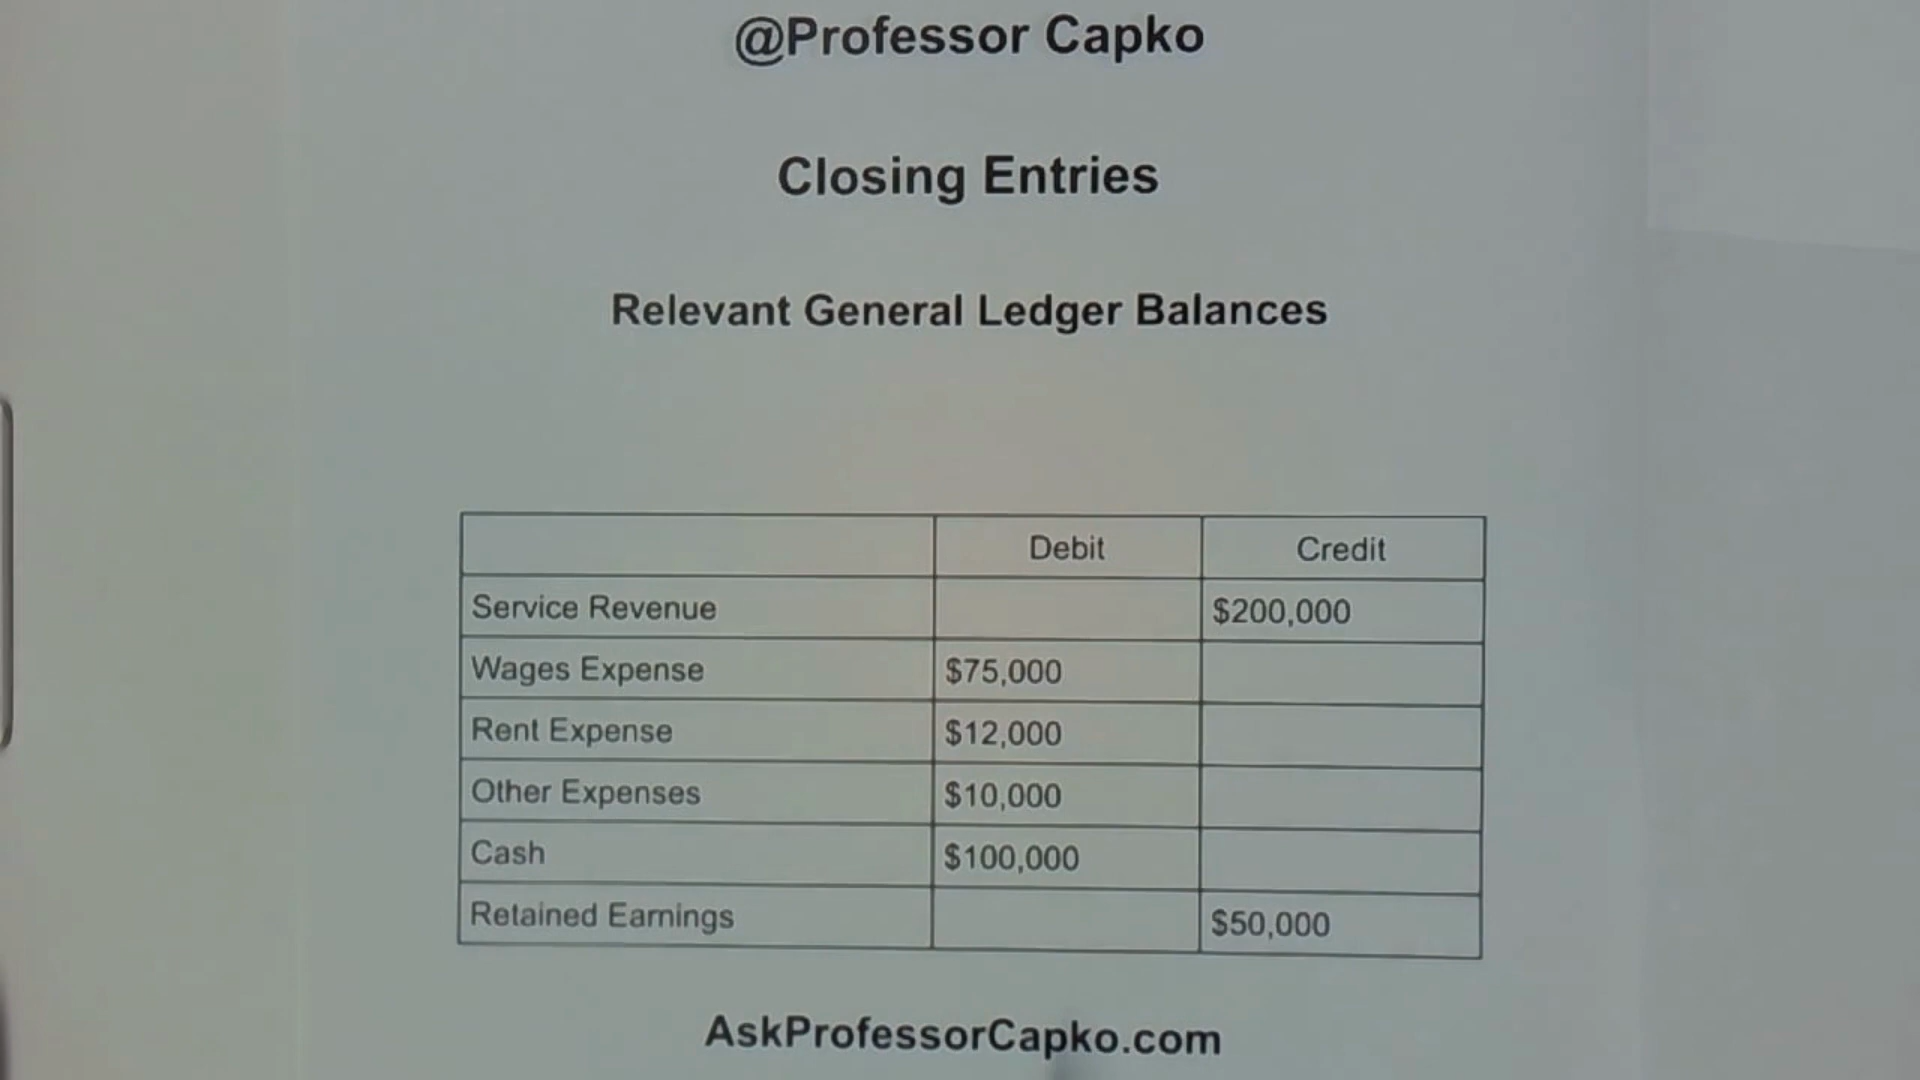 @Professor Capko
Closing Entries
Relevant General Ledger Balances
Debit Credit
Service Revenue $200,000
Wages Expense $75,000
Rent Expense $12,000
Other Expenses $10,000
Cash $100,000
Retained Earnings $50,000
AskProfessorCapko.com